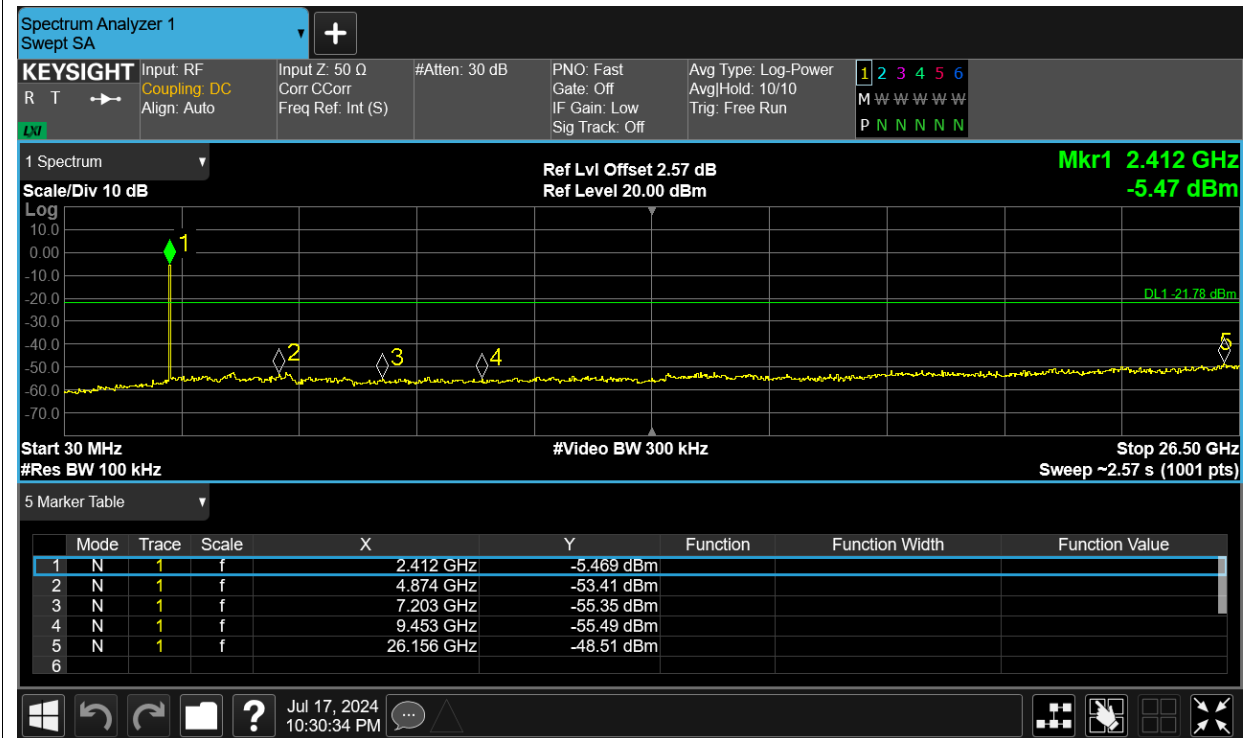 Spectrum Analyzer 1
Swept SA
KEYSIGHT Input: RF Input Z: 50 Ω #Atten: 30 dB PNO: Fast Avg Type: Log-Power 1 2 3 4 5 6
R T Coupling: DC Corr CCorr Gate: Off Avg|Hold: 10/10 M W W W W W
Align: Auto Freq Ref: Int (S) IF Gain: Low Trig: Free Run
LXI Sig Track: Off P N N N N N
1 Spectrum Ref Lvl Offset 2.57 dB Mkr1 2.412 GHz
Scale/Div 10 dB Ref Level 20.00 dBm -5.47 dBm
Log
10.0 1
0.00
-10.0
-20.0 DL1 -21.78 dBm
-30.0
-40.0 2 3 4 5
-50.0
-60.0
-70.0
Start 30 MHz #Video BW 300 kHz Stop 26.50 GHz
#Res BW 100 kHz Sweep ~2.57 s (1001 pts)
5 Marker Table
Mode Trace Scale X Y Function Function Width Function Value
1 N 1 f 2.412 GHz -5.469 dBm
2 N 1 f 4.874 GHz -53.41 dBm
3 N 1 f 7.203 GHz -55.35 dBm
4 N 1 f 9.453 GHz -55.49 dBm
5 N 1 f 26.156 GHz -48.51 dBm
6
? Jul 17, 2024
10:30:34 PM